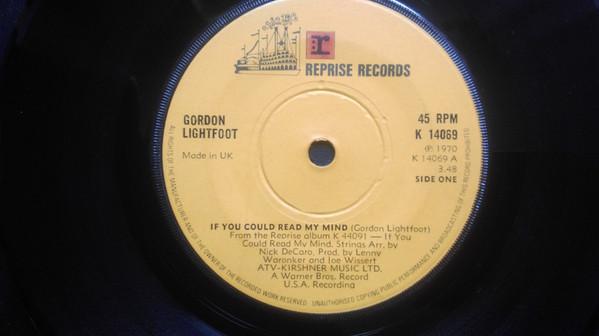 r:
REPRISE RECORDS
GORDON
LIGHTFOOT
Made in UK
45 RPM
K 14069
℗ 1970
K 14069 A
3.48
SIDE ONE
IF YOU COULD READ MY MIND (Gordon Lightfoot)
From the Reprise album K 44091 — If You
Could Read My Mind. Strings Arr. by
Nick DeCaro, Prod. by Lenny
Waronker and Joe Wissert
ATV-KIRSHNER MUSIC LTD.
A Warner Bros. Record
U.S.A. Recording
ALL RIGHTS OF THE MANUFACTURER AND OF THE OWNER OF THE RECORDED WORK RESERVED. UNAUTHORISED COPYING PUBLIC PERFORMANCE AND BROADCASTING OF THIS RECORD PROHIBITED